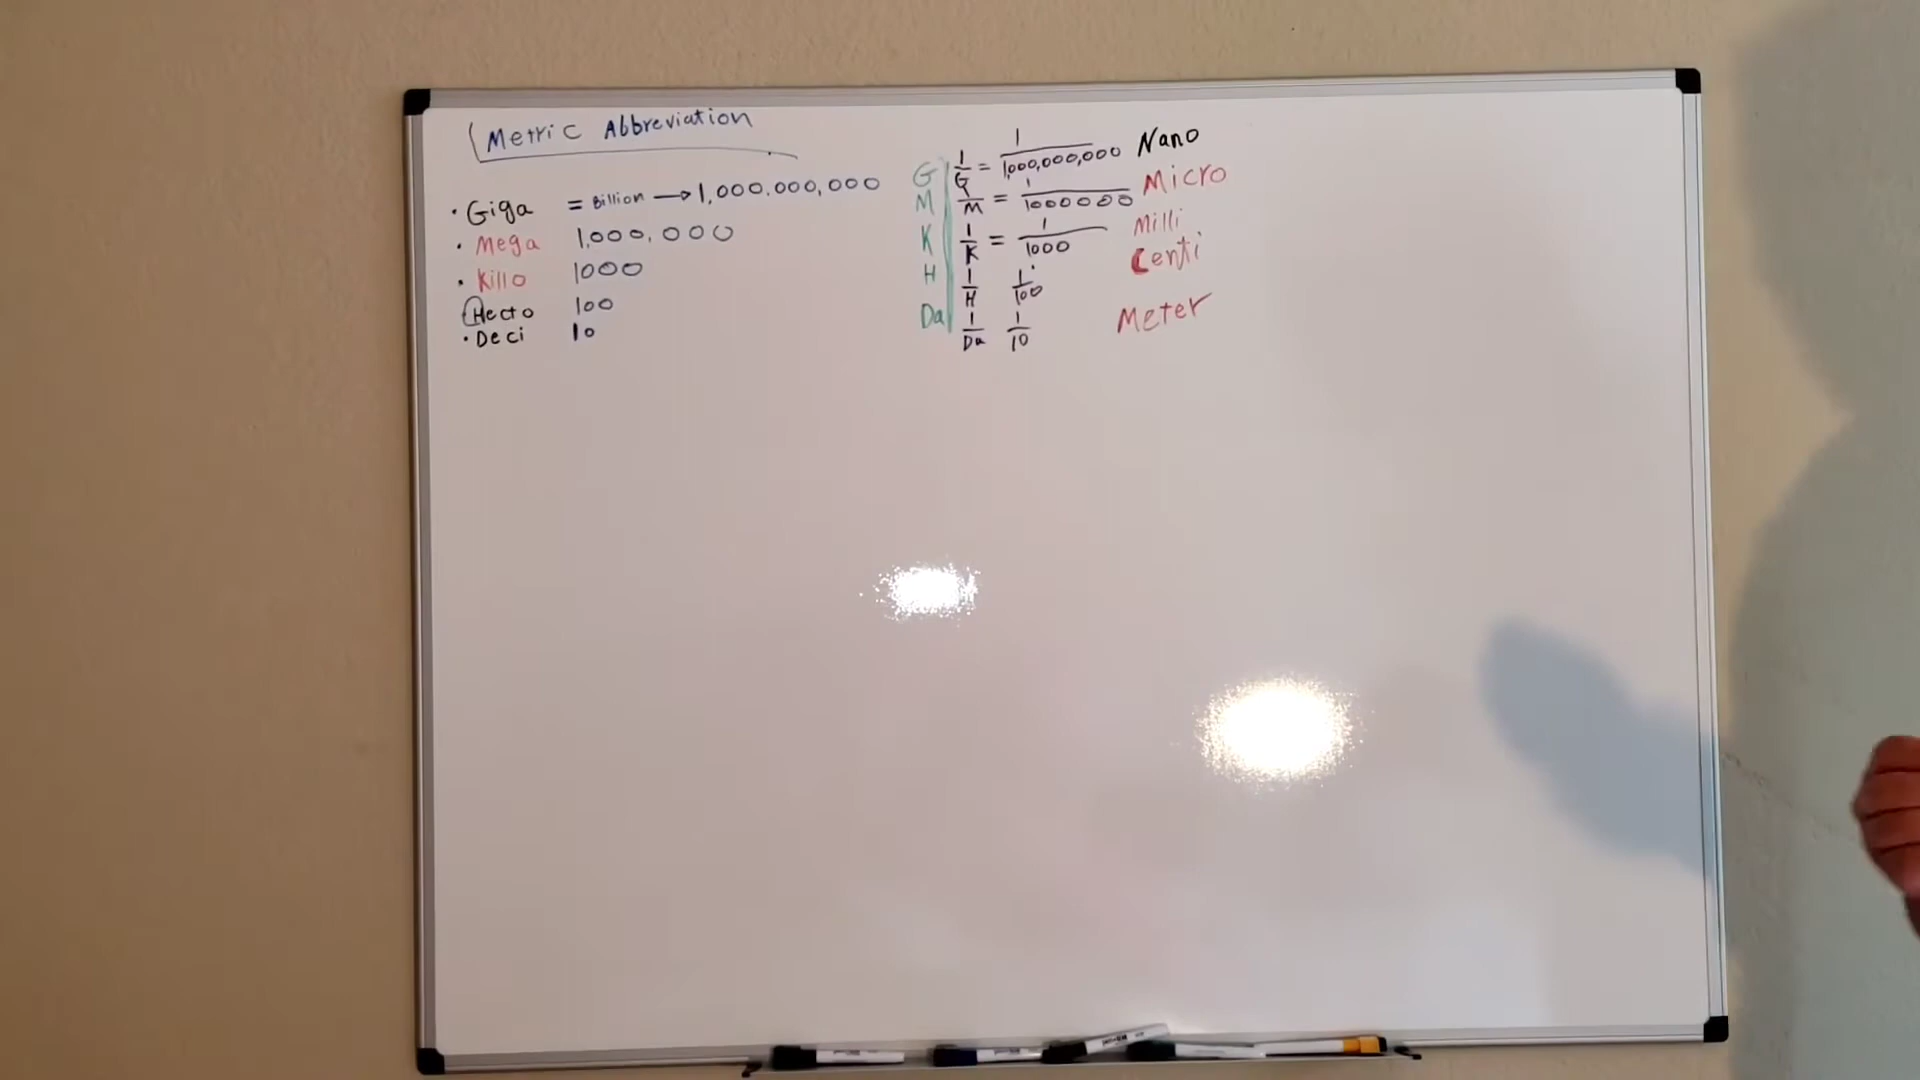 Metric Abbreviation
• Giga = Billion → 1,000.000,000
• Mega 1,000,000
• Killo 1000
Hecto 100
• Deci 10
G 1/G = 1/1,000,000,000 Nano
M 1/M = 1/1000000 Micro
K 1/K = 1/1000 Milli
H 1/H 1/100 Centi
Da 1/Da 1/10 Meter